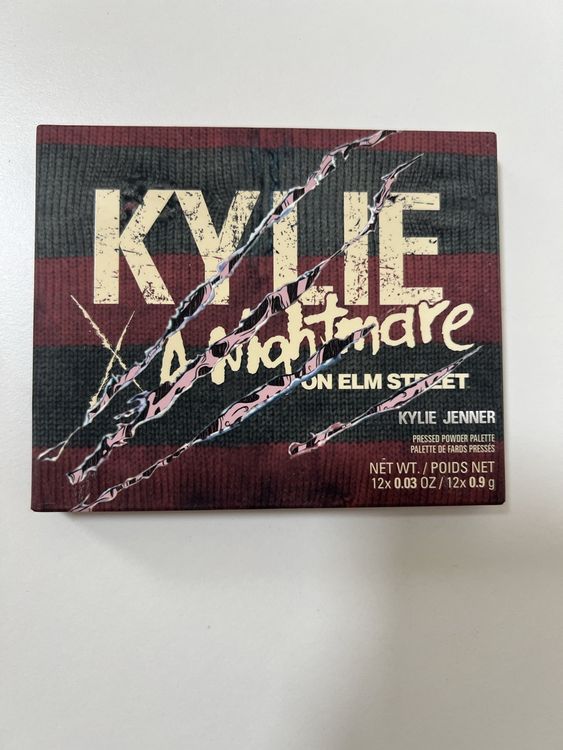 KYLIE
X A Nightmare
ON ELM STREET
KYLIE JENNER
PRESSED POWDER PALETTE
PALETTE DE FARDS PRESSÉS
NET WT. / POIDS NET
12x 0.03 OZ / 12x 0.9 g